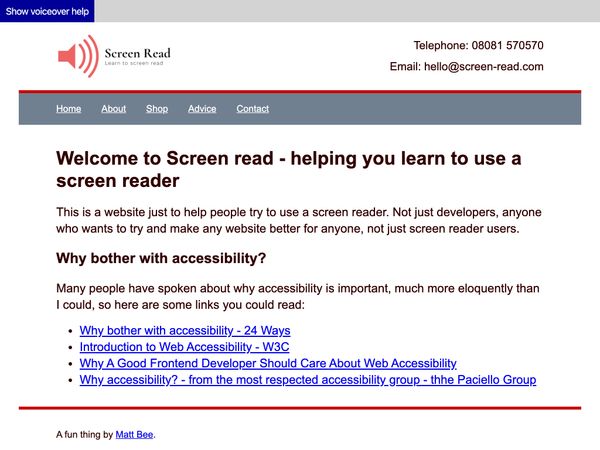 Show voiceover help
Screen Read
Learn to screen read
Telephone: 08081 570570
Email: hello@screen-read.com
Home About Shop Advice Contact
Welcome to Screen read - helping you learn to use a
screen reader
This is a website just to help people try to use a screen reader. Not just developers, anyone
who wants to try and make any website better for anyone, not just screen reader users.
Why bother with accessibility?
Many people have spoken about why accessibility is important, much more eloquently than
I could, so here are some links you could read:
• Why bother with accessibility - 24 Ways
• Introduction to Web Accessibility - W3C
• Why A Good Frontend Developer Should Care About Web Accessibility
• Why accessibility? - from the most respected accessibility group - thhe Paciello Group
A fun thing by Matt Bee.